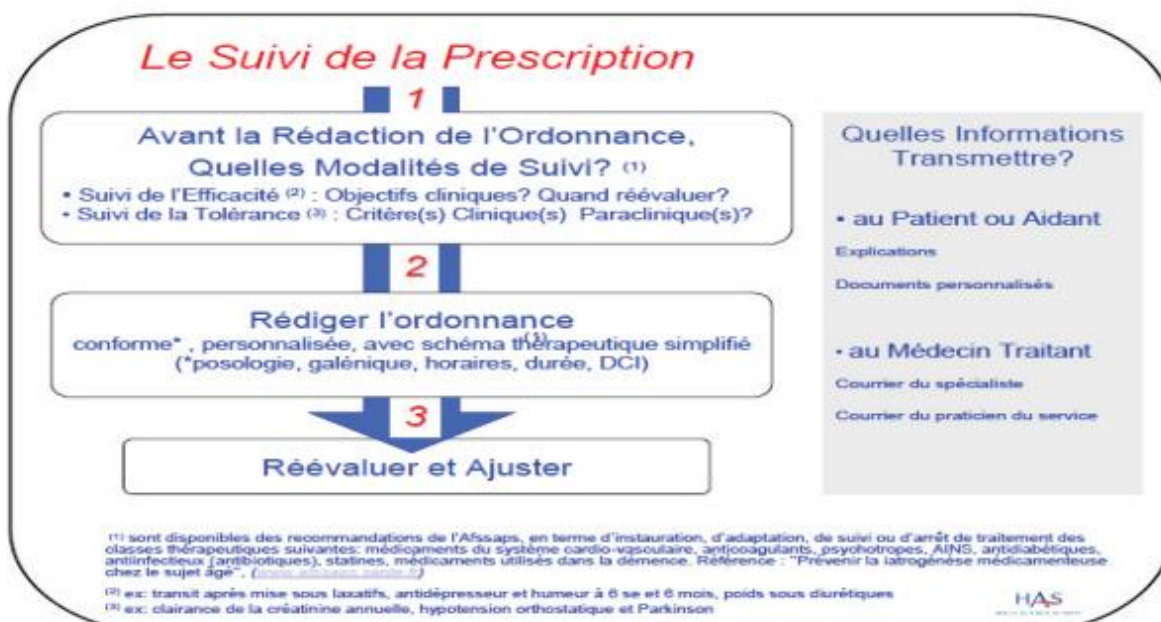 Le Suivi de la Prescription
1
Avant la Rédaction de l'Ordonnance,
Quelles Modalités de Suivi? (1)
• Suivi de l'Efficacité (2) : Objectifs cliniques? Quand réévaluer?
• Suivi de la Tolérance (3) : Critère(s) Clinique(s) Paraclinique(s)?
2
Rédiger l'ordonnance
conforme* , personnalisée, avec schéma thérapeutique simplifié (1)
(*posologie, galénique, horaires, durée, DCI)
3
Réévaluer et Ajuster
Quelles Informations
Transmettre?
• au Patient ou Aidant
Explications
Documents personnalisés
• au Médecin Traitant
Courrier du spécialiste
Courrier du praticien du service
(1) sont disponibles des recommandations de l'Afssaps, en terme d'instauration, d'adaptation, de suivi ou d'arrêt de traitement des
classes thérapeutiques suivantes: médicaments du système cardio-vasculaire, anticoagulants, psychotropes, AINS, antidiabétiques,
antiinfectieux (antibiotiques), statines, médicaments utilisés dans la démence. Référence : "Prévenir la iatrogénèse médicamenteuse
chez le sujet âgé",
(2) ex: transit après mise sous laxatifs, antidépresseur et humeur à 6 se et 6 mois, poids sous diurétiques
(3) ex: clairance de la créatinine annuelle, hypotension orthostatique et Parkinson
HAS